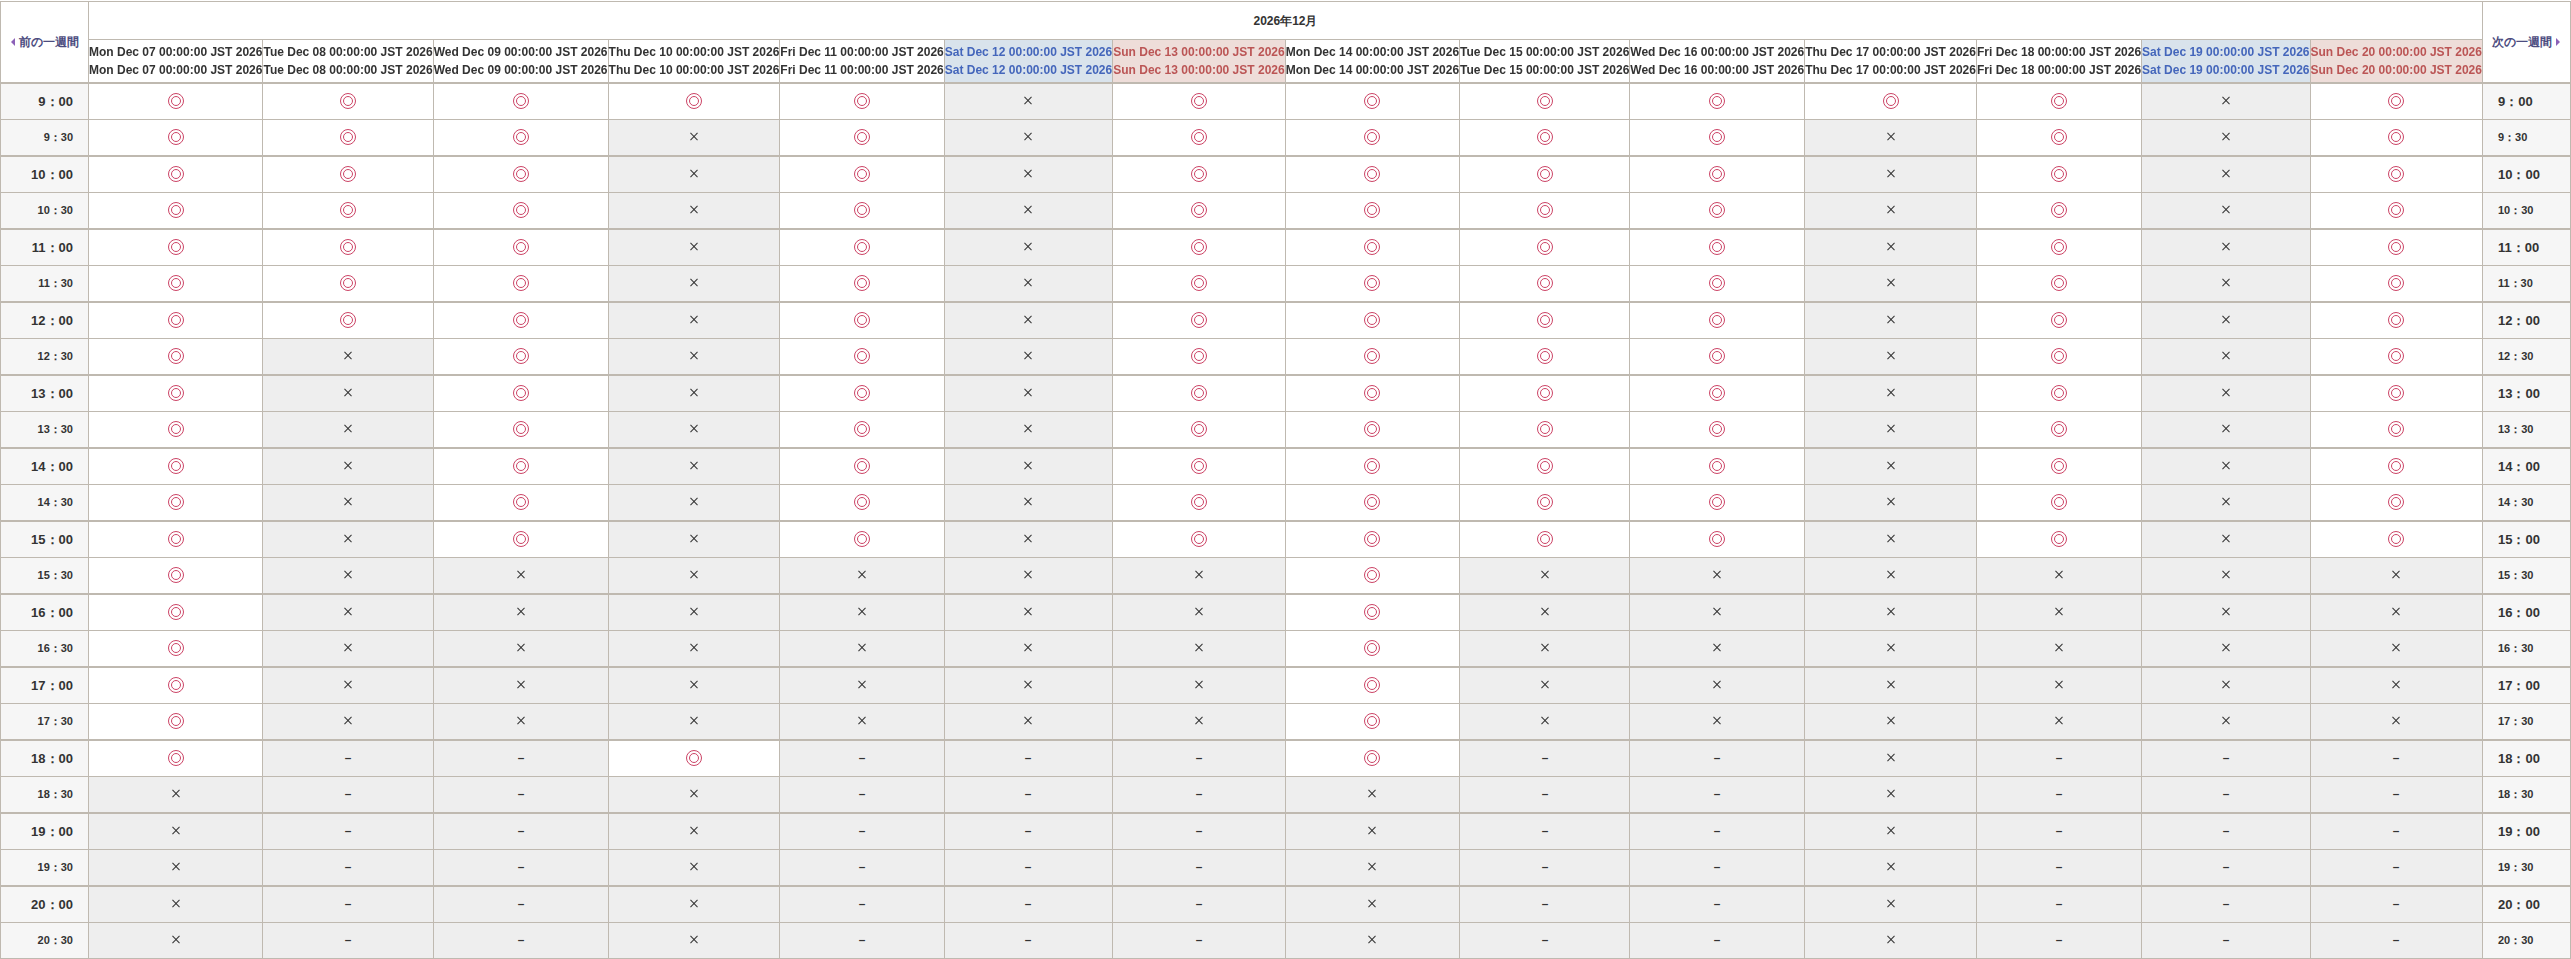 2026年12月
前の一週間 次の一週間
Mon Dec 07 00:00:00 JST 2026 Tue Dec 08 00:00:00 JST 2026 Wed Dec 09 00:00:00 JST 2026 Thu Dec 10 00:00:00 JST 2026 Fri Dec 11 00:00:00 JST 2026 Sat Dec 12 00:00:00 JST 2026 Sun Dec 13 00:00:00 JST 2026 Mon Dec 14 00:00:00 JST 2026 Tue Dec 15 00:00:00 JST 2026 Wed Dec 16 00:00:00 JST 2026 Thu Dec 17 00:00:00 JST 2026 Fri Dec 18 00:00:00 JST 2026 Sat Dec 19 00:00:00 JST 2026 Sun Dec 20 00:00:00 JST 2026
Mon Dec 07 00:00:00 JST 2026 Tue Dec 08 00:00:00 JST 2026 Wed Dec 09 00:00:00 JST 2026 Thu Dec 10 00:00:00 JST 2026 Fri Dec 11 00:00:00 JST 2026 Sat Dec 12 00:00:00 JST 2026 Sun Dec 13 00:00:00 JST 2026 Mon Dec 14 00:00:00 JST 2026 Tue Dec 15 00:00:00 JST 2026 Wed Dec 16 00:00:00 JST 2026 Thu Dec 17 00:00:00 JST 2026 Fri Dec 18 00:00:00 JST 2026 Sat Dec 19 00:00:00 JST 2026 Sun Dec 20 00:00:00 JST 2026
9：00 ◎ ◎ ◎ ◎ ◎ × ◎ ◎ ◎ ◎ ◎ ◎ × ◎ 9：00
9：30 ◎ ◎ ◎ × ◎ × ◎ ◎ ◎ ◎ × ◎ × ◎ 9：30
10：00 ◎ ◎ ◎ × ◎ × ◎ ◎ ◎ ◎ × ◎ × ◎ 10：00
10：30 ◎ ◎ ◎ × ◎ × ◎ ◎ ◎ ◎ × ◎ × ◎ 10：30
11：00 ◎ ◎ ◎ × ◎ × ◎ ◎ ◎ ◎ × ◎ × ◎ 11：00
11：30 ◎ ◎ ◎ × ◎ × ◎ ◎ ◎ ◎ × ◎ × ◎ 11：30
12：00 ◎ ◎ ◎ × ◎ × ◎ ◎ ◎ ◎ × ◎ × ◎ 12：00
12：30 ◎ × ◎ × ◎ × ◎ ◎ ◎ ◎ × ◎ × ◎ 12：30
13：00 ◎ × ◎ × ◎ × ◎ ◎ ◎ ◎ × ◎ × ◎ 13：00
13：30 ◎ × ◎ × ◎ × ◎ ◎ ◎ ◎ × ◎ × ◎ 13：30
14：00 ◎ × ◎ × ◎ × ◎ ◎ ◎ ◎ × ◎ × ◎ 14：00
14：30 ◎ × ◎ × ◎ × ◎ ◎ ◎ ◎ × ◎ × ◎ 14：30
15：00 ◎ × ◎ × ◎ × ◎ ◎ ◎ ◎ × ◎ × ◎ 15：00
15：30 ◎ × × × × × × ◎ × × × × × × 15：30
16：00 ◎ × × × × × × ◎ × × × × × × 16：00
16：30 ◎ × × × × × × ◎ × × × × × × 16：30
17：00 ◎ × × × × × × ◎ × × × × × × 17：00
17：30 ◎ × × × × × × ◎ × × × × × × 17：30
18：00 ◎ – – ◎ – – – ◎ – – × – – – 18：00
18：30 × – – × – – – × – – × – – – 18：30
19：00 × – – × – – – × – – × – – – 19：00
19：30 × – – × – – – × – – × – – – 19：30
20：00 × – – × – – – × – – × – – – 20：00
20：30 × – – × – – – × – – × – – – 20：30